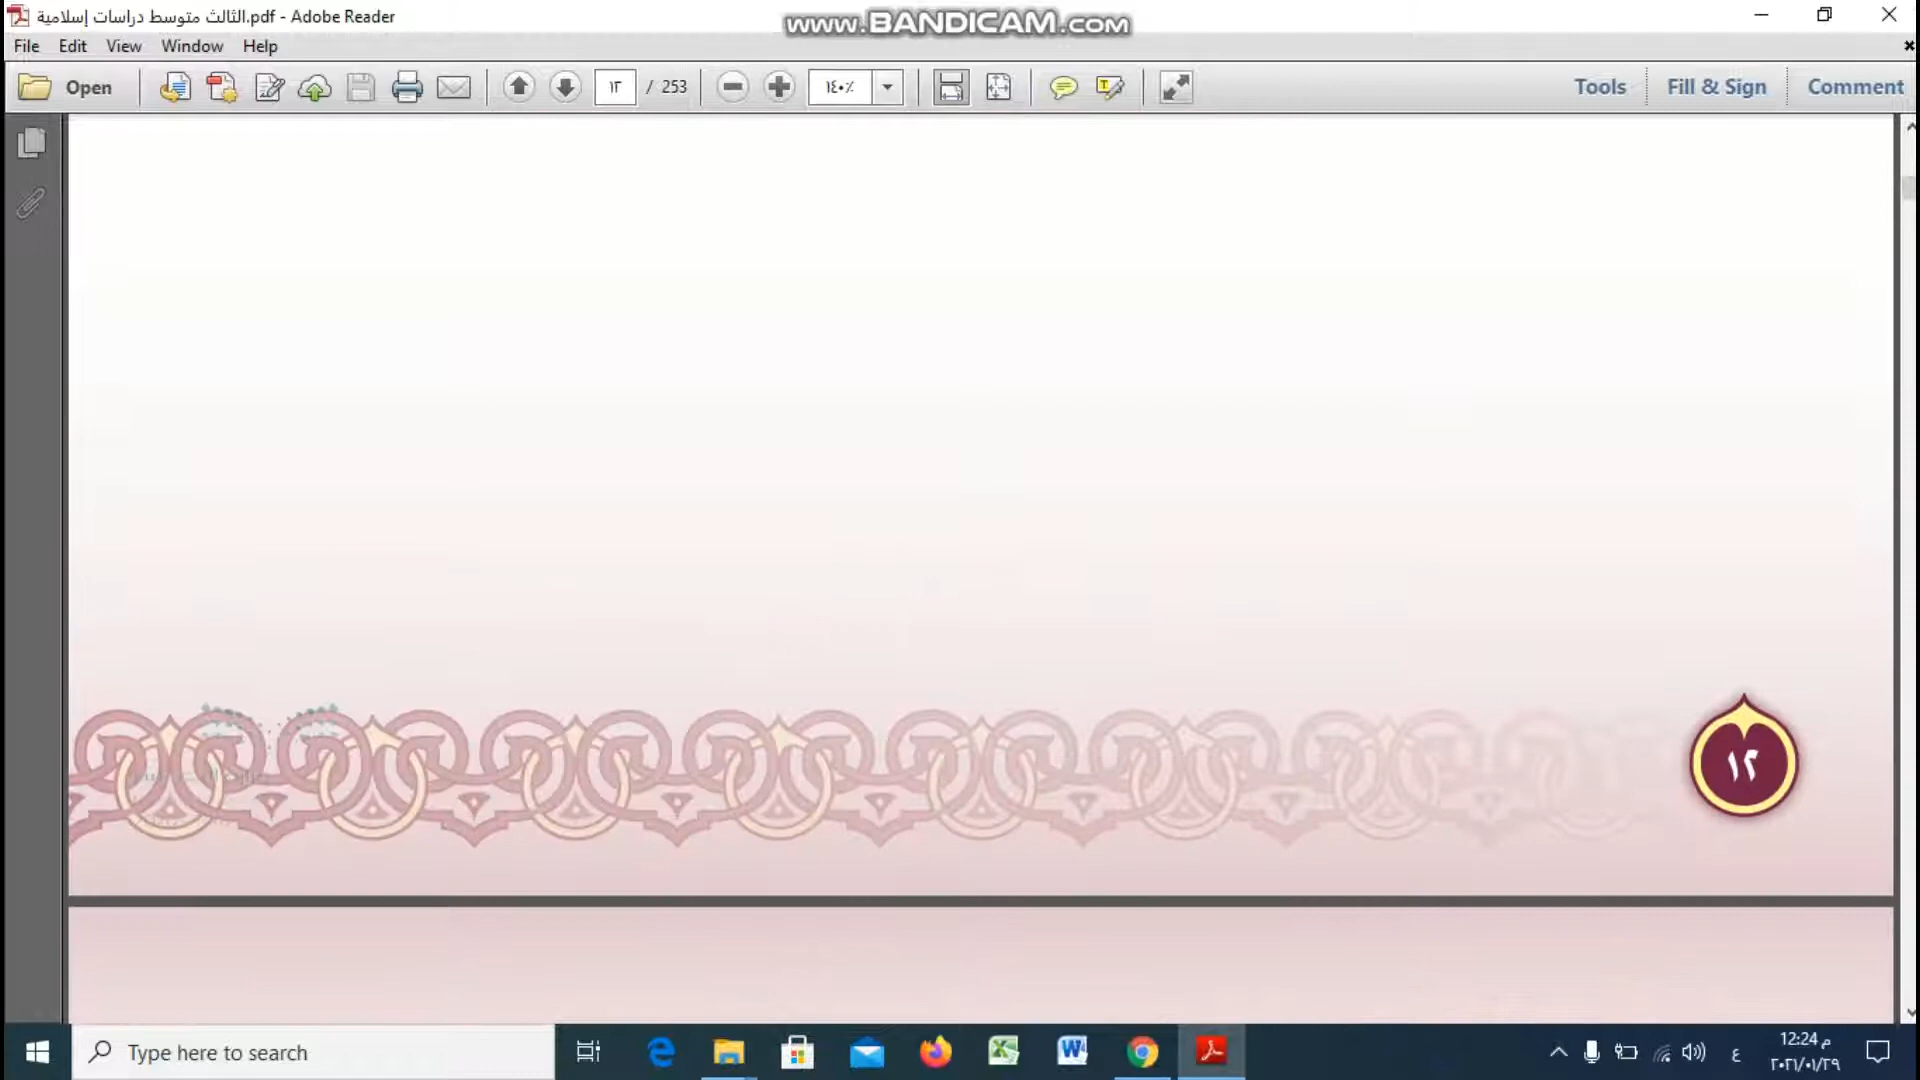 الثالث متوسط دراسات إسلامية.pdf - Adobe Reader
www.BANDICAM.com
File Edit View Window Help
Open
١٣ / 253
١٤٠٪
Tools Fill & Sign Comment
١٢
Type here to search
ع
12:24 م
٢٠٢١/٠١/٢٩